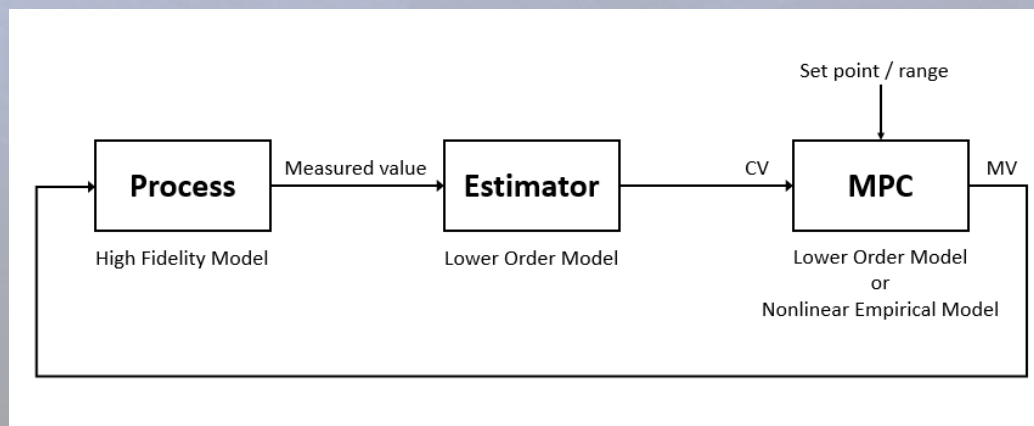 Set point / range
Process
Measured value
Estimator
CV
MPC
MV
High Fidelity Model
Lower Order Model
Lower Order Model
or
Nonlinear Empirical Model